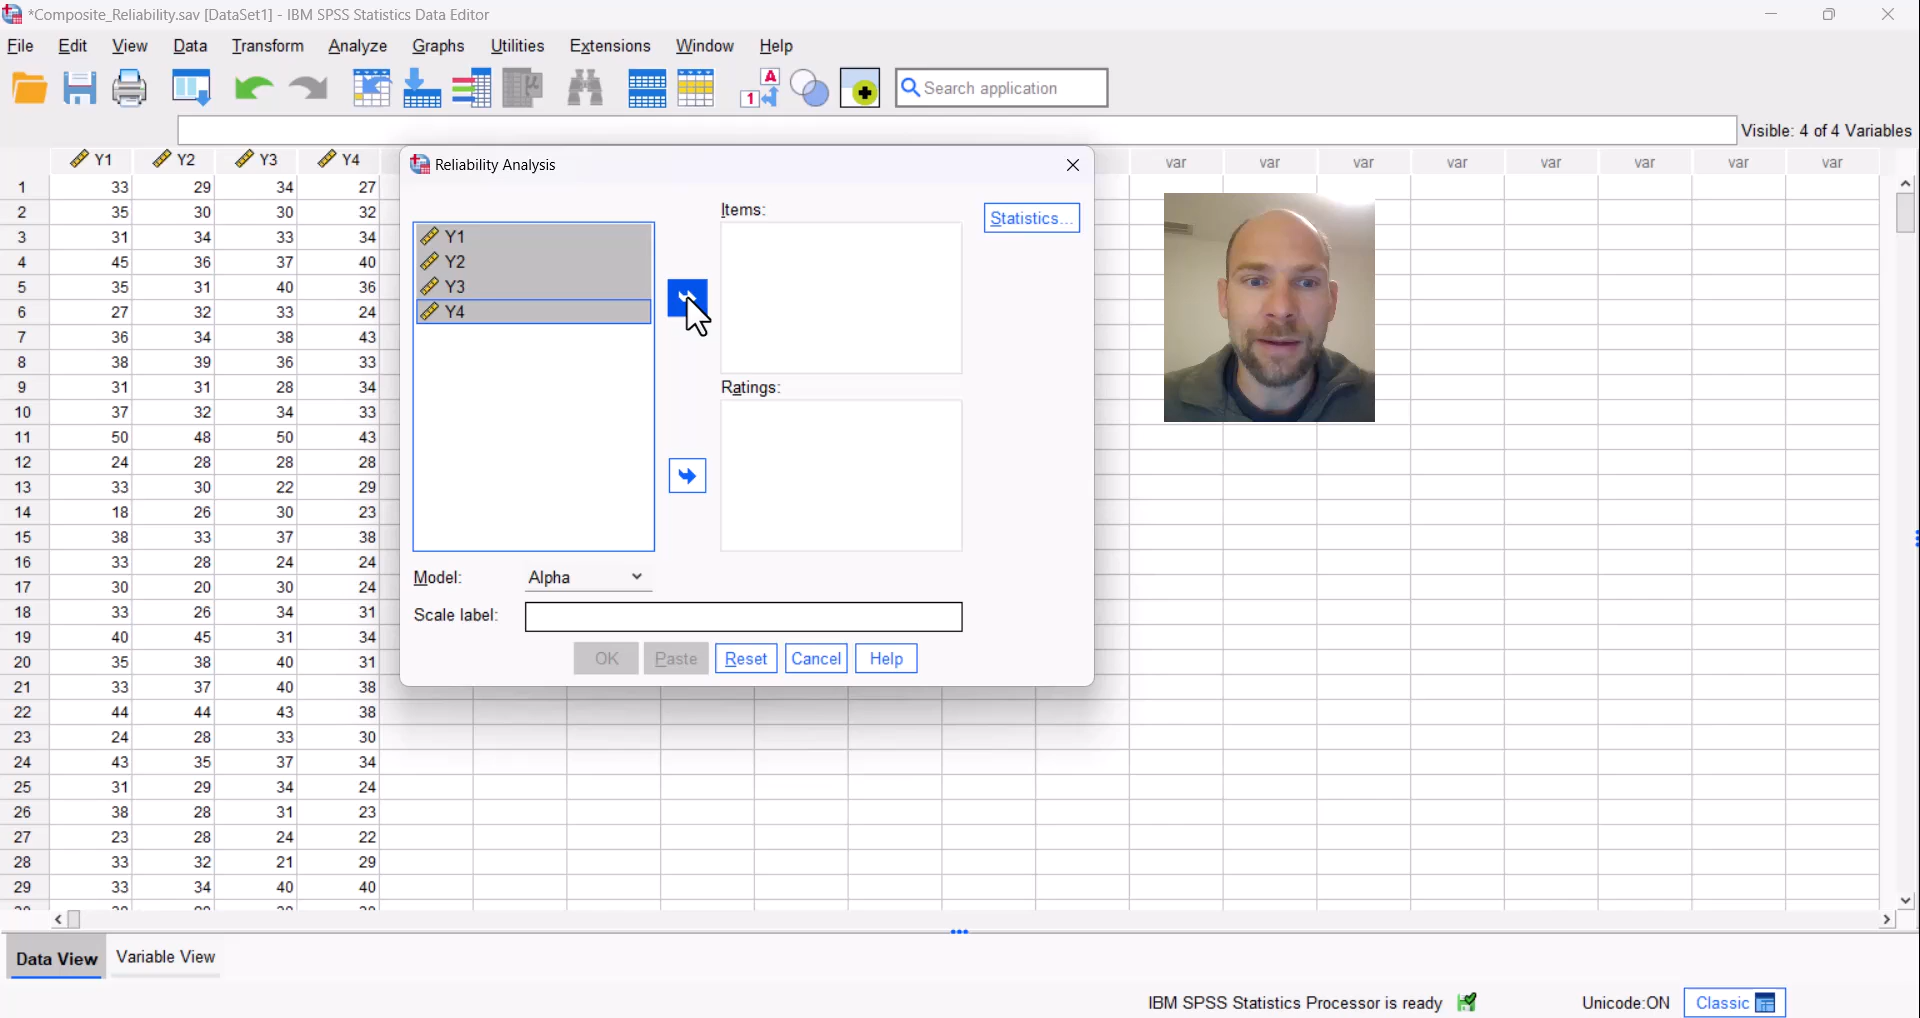 *Composite_Reliability.sav [DataSet1] - IBM SPSS Statistics Data Editor
File Edit View Data Transform Analyze Graphs Utilities Extensions Window Help
1 A Search application
Visible: 4 of 4 Variables
Y1 Y2 Y3 Y4 var var var var var var var var
Reliability Analysis
Items:
Statistics...
Y1
Y2
Y3
Y4
Ratings:
Model: Alpha
Scale label:
OK Paste Reset Cancel Help
1 33 29 34 27
2 35 30 30 32
3 31 34 33 34
4 45 36 37 40
5 35 31 40 36
6 27 32 33 24
7 36 34 38 43
8 38 39 36 33
9 31 31 28 34
10 37 32 34 33
11 50 48 50 43
12 24 28 28 28
13 33 30 22 29
14 18 26 30 23
15 38 33 37 38
16 33 28 24 24
17 30 20 30 24
18 33 26 34 31
19 40 45 31 34
20 35 38 40 31
21 33 37 40 38
22 44 44 43 38
23 24 28 33 30
24 43 35 37 34
25 31 29 34 24
26 38 28 31 23
27 23 28 24 22
28 33 32 21 29
29 33 34 40 40
Data View Variable View
IBM SPSS Statistics Processor is ready Unicode:ON Classic